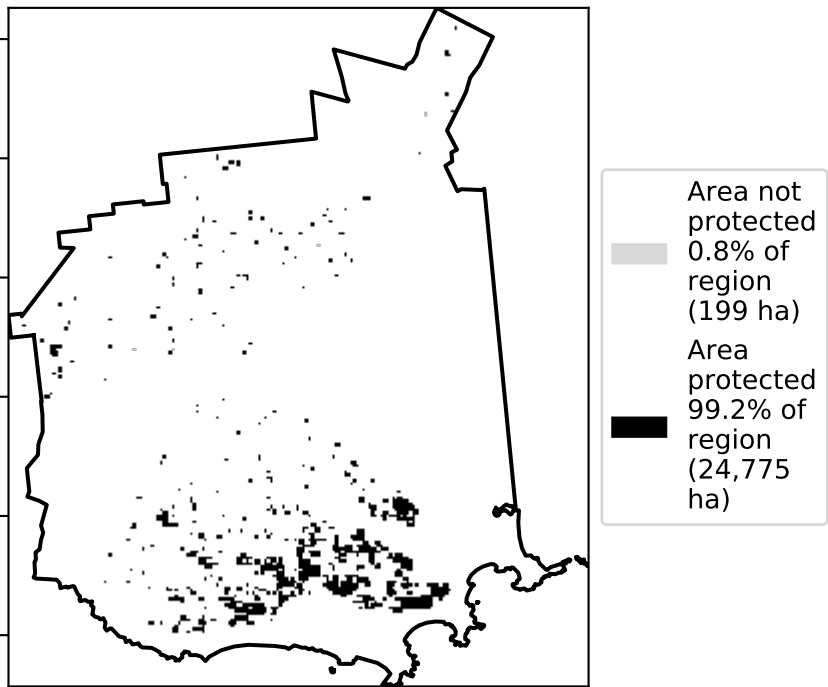 Area not
protected
0.8% of
region
(199 ha)
Area
protected
99.2% of
region
(24,775
ha)